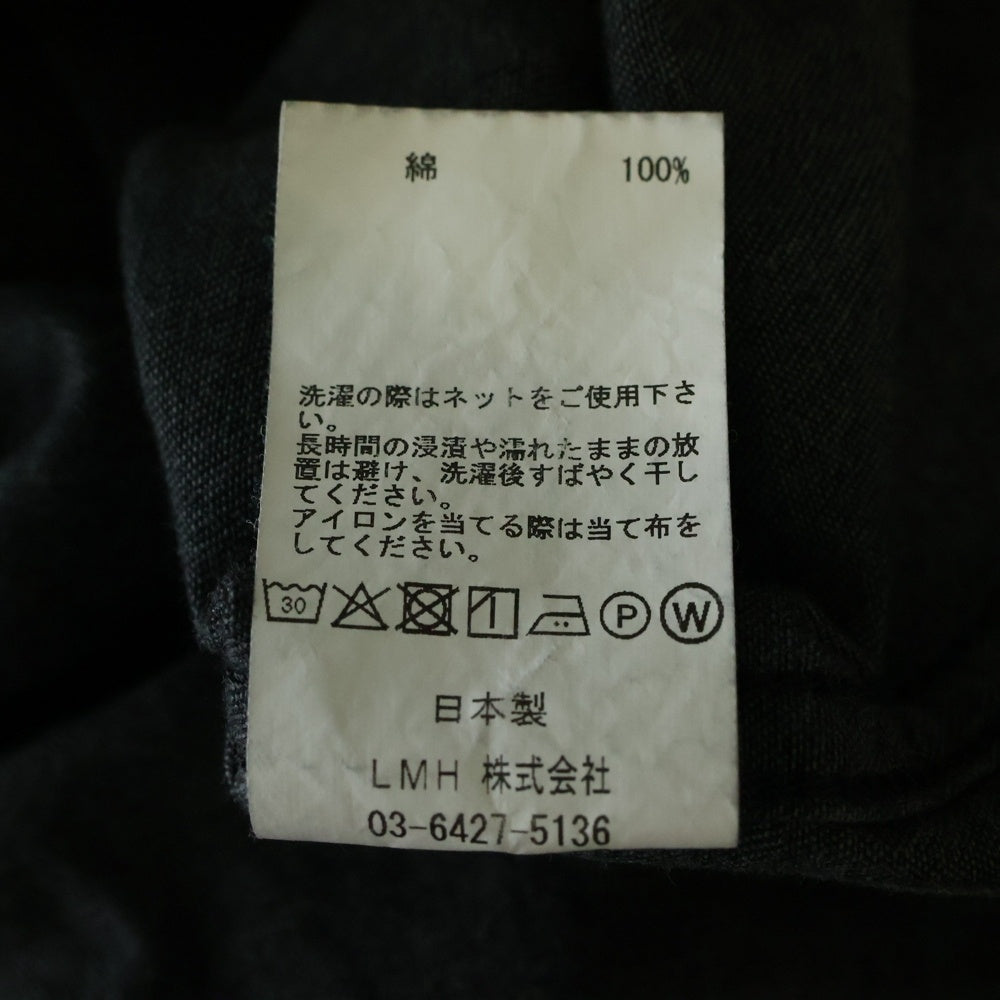 綿 100%
洗濯の際はネットをご使用下さ
い。
長時間の浸漬や濡れたままの放
置は避け、洗濯後すばやく干し
てください。
アイロンを当てる際は当て布を
してください。
30 P W
日本製
LMH 株式会社
03-6427-5136